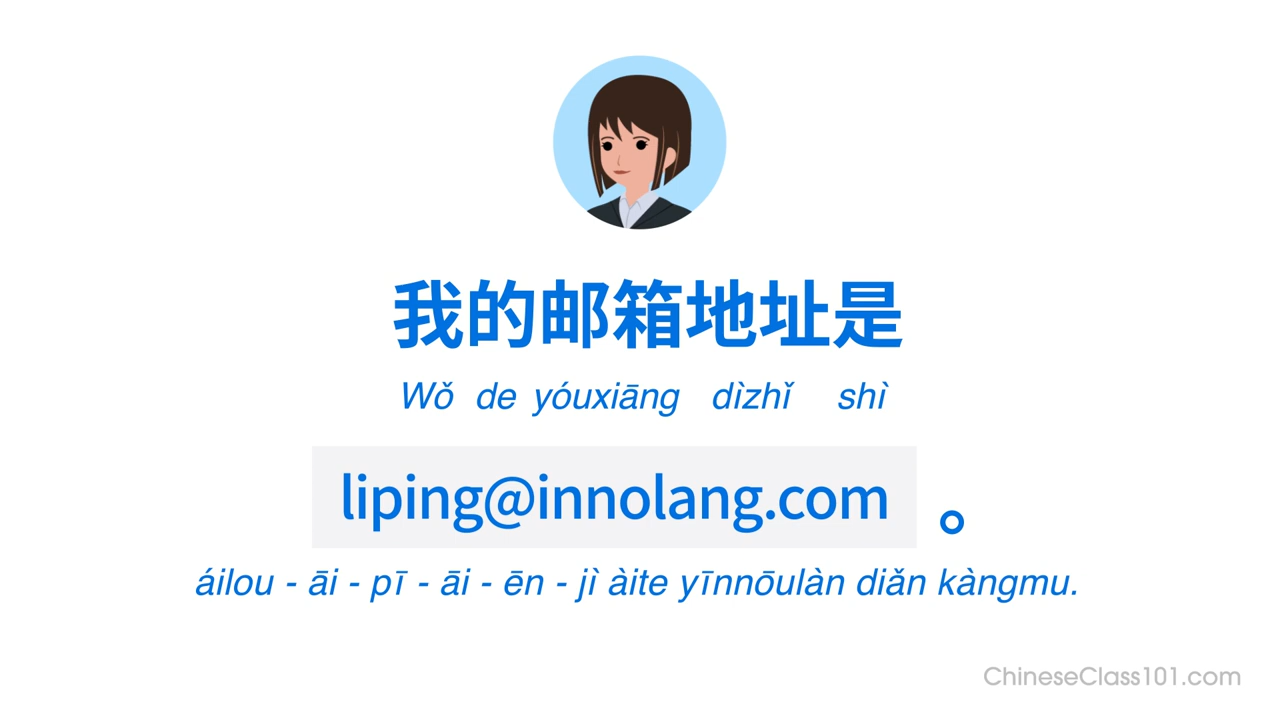 我的邮箱地址是
Wǒ de yóuxiāng dìzhǐ shì
liping@innolang.com 。
áilou - āi - pī - āi - ēn - jì àite yīnnōulàn diǎn kàngmu.
ChineseClass101.com